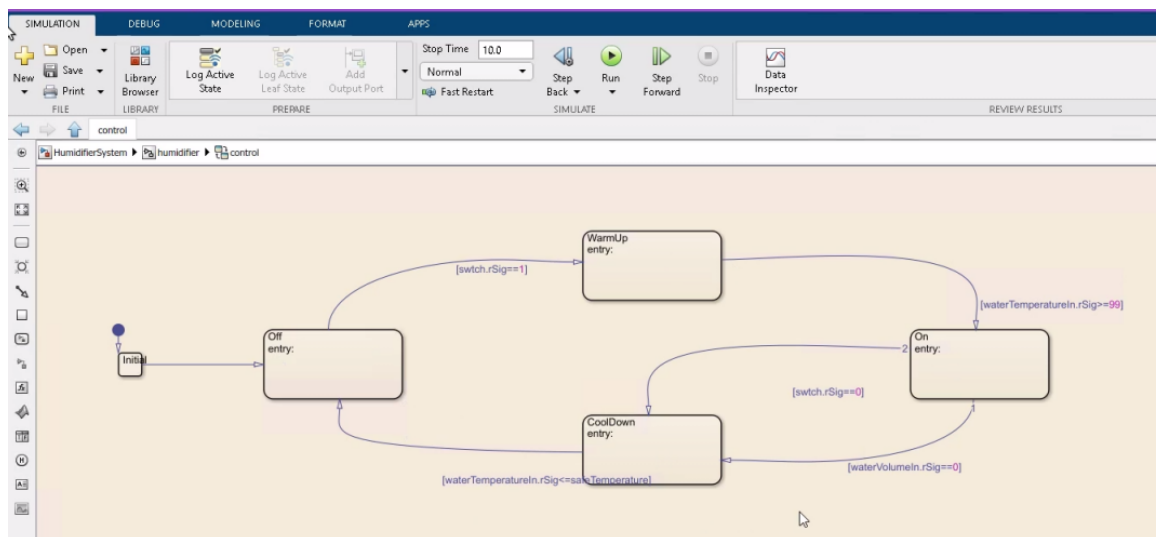 SIMULATION
DEBUG
MODELING
FORMAT
APPS
New
Open
Save
Print
FILE
Library
Browser
LIBRARY
Log Active
State
Log Active
Leaf State
Add
Output Port
PREPARE
Stop Time 10.0
Normal
Fast Restart
Step
Back
Run
Step
Forward
Stop
SIMULATE
Data
Inspector
REVIEW RESULTS
control
HumidifierSystem
humidifier
control
WarmUp
entry:
[swtch.rSig==1]
[waterTemperatureIn.rSig>=99]
Initial
Off
entry:
On
2 entry:
[swtch.rSig==0]
CoolDown
entry:
1
[waterVolumeIn.rSig==0]
[waterTemperatureIn.rSig<=safeTemperature]